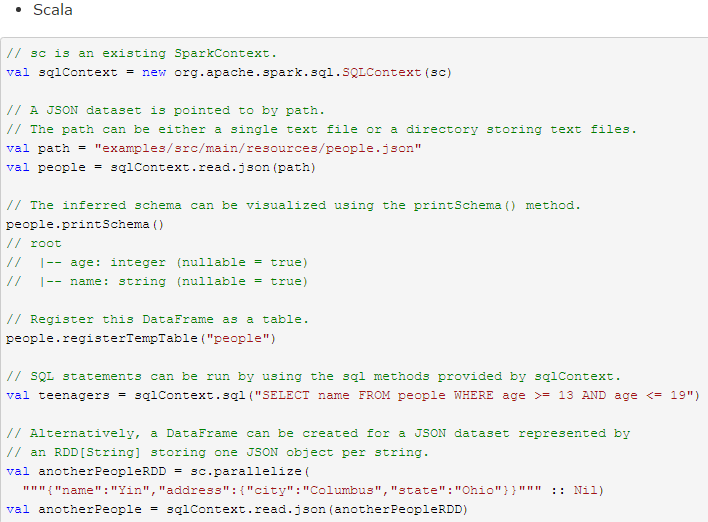 • Scala
// sc is an existing SparkContext.
val sqlContext = new org.apache.spark.sql.SQLContext(sc)
// A JSON dataset is pointed to by path.
// The path can be either a single text file or a directory storing text files.
val path = "examples/src/main/resources/people.json"
val people = sqlContext.read.json(path)
// The inferred schema can be visualized using the printSchema() method.
people.printSchema()
// root
//  |-- age: integer (nullable = true)
//  |-- name: string (nullable = true)
// Register this DataFrame as a table.
people.registerTempTable("people")
// SQL statements can be run by using the sql methods provided by sqlContext.
val teenagers = sqlContext.sql("SELECT name FROM people WHERE age >= 13 AND age <= 19")
// Alternatively, a DataFrame can be created for a JSON dataset represented by
// an RDD[String] storing one JSON object per string.
val anotherPeopleRDD = sc.parallelize(
  """{"name":"Yin","address":{"city":"Columbus","state":"Ohio"}}""" :: Nil)
val anotherPeople = sqlContext.read.json(anotherPeopleRDD)